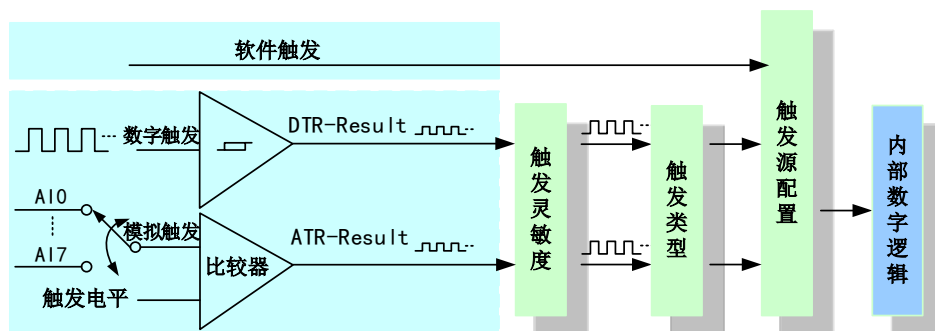 软件触发
数字触发
DTR-Result
AI0
AI7
模拟触发
触发电平
比较器
ATR-Result
触发灵敏度
触发类型
触发源配置
内部数字逻辑